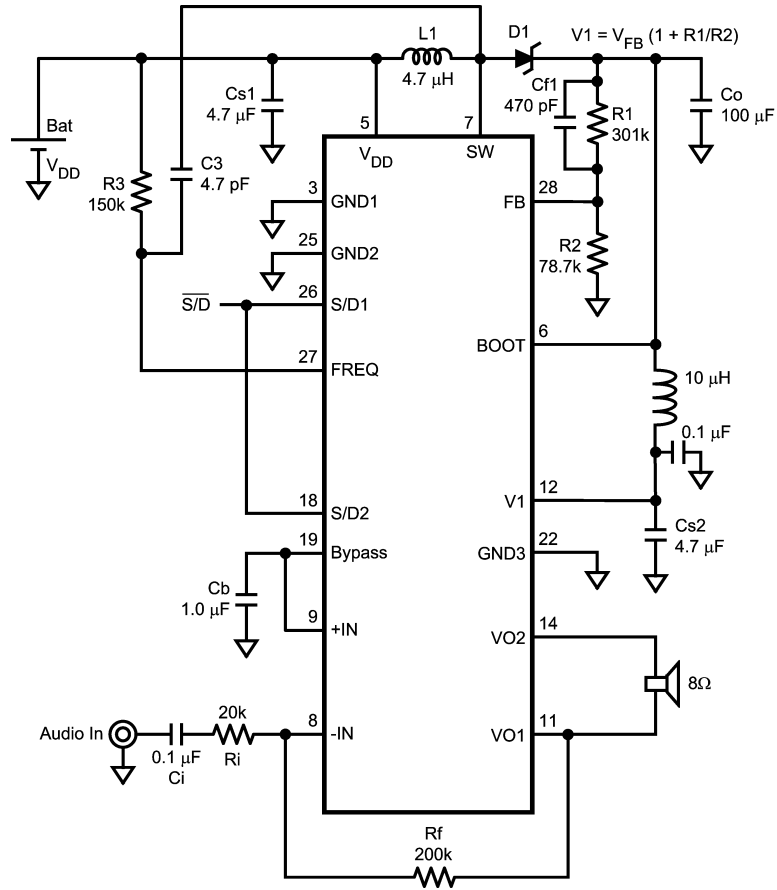 L1
4.7 μH
D1
V1 = VFB (1 + R1/R2)
Cs1
4.7 μF
Cf1
470 pF
R1
301k
Co
100 μF
Bat
VDD
R3
150k
C3
4.7 pF
5
VDD
7
SW
3
GND1
28
FB
25
GND2
R2
78.7k
S/D
26
S/D1
6
BOOT
27
FREQ
10 μH
0.1 μF
18
S/D2
12
V1
Cs2
4.7 μF
19
Bypass
22
GND3
Cb
1.0 μF
9
+IN
14
VO2
8Ω
Audio In
0.1 μF
Ci
20k
Ri
8
-IN
11
VO1
Rf
200k